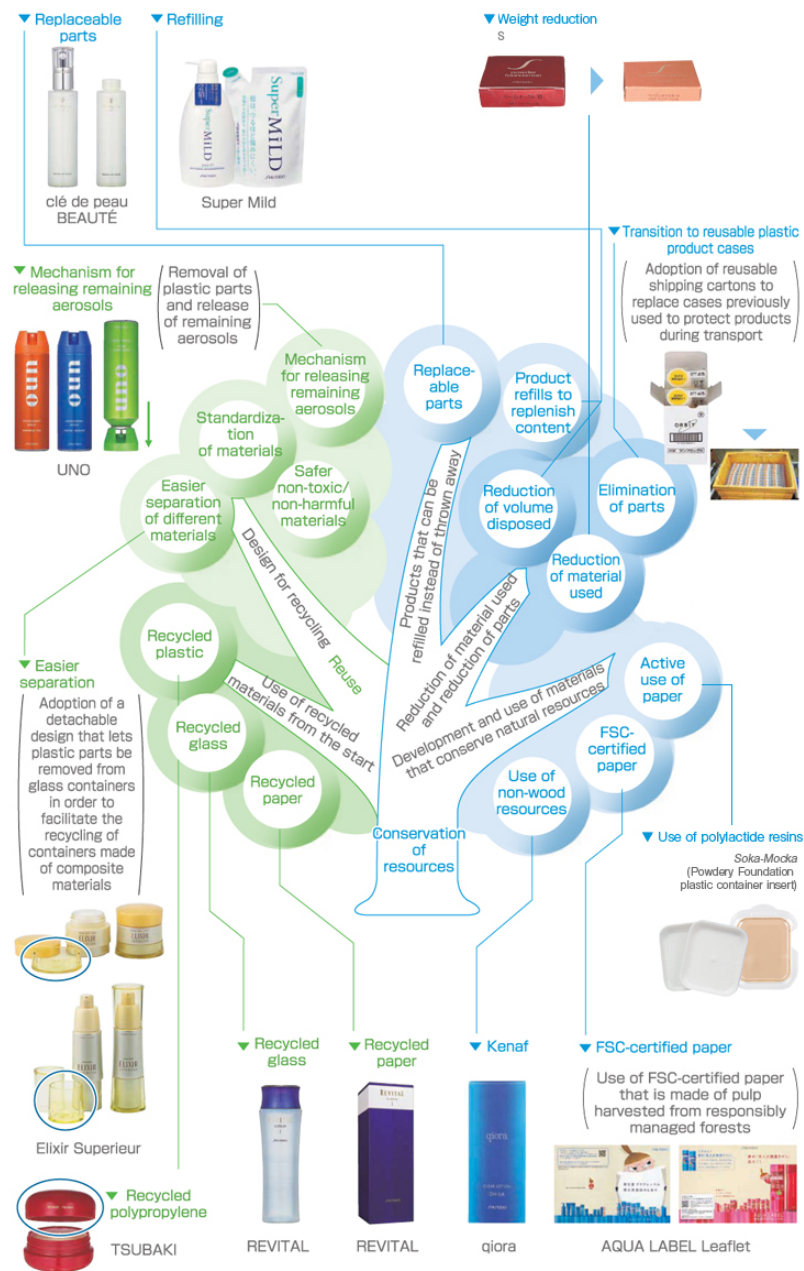 ▼ Replaceable
parts
▼ Refilling
▼ Weight reduction
S
Super MiLD
SUPER MiLD
clé de peau
BEAUTÉ
Super Mild
▼ Transition to reusable plastic
product cases
(Adoption of reusable
shipping cartons to
replace cases previously
used to protect products
during transport)
▼ Mechanism for
releasing remaining
aerosols
(Removal of
plastic parts
and release
of remaining
aerosols)
uno
uno
uno
UNO
Mechanism
for releasing
remaining
aerosols
Standardiza-
tion
of materials
Safer
non-toxic/
non-harmful
materials
Easier
separation
of different
materials
Replace-
able
parts
Product
refills to
replenish
content
Reduction
of volume
disposed
Elimination
of parts
Reduction
of material
used
Design for recycling
Reuse
Products that can be
refilled instead of thrown away
Reduction of material used
and reduction of parts
Development and use of materials
that conserve natural resources
Use of recycled
materials from the start
Recycled
plastic
Recycled
glass
Recycled
paper
Active
use of
paper
FSC-
certified
paper
Use of
non-wood
resources
Conservation
of
resources
▼ Easier
separation
(Adoption of a
detachable
design that lets
plastic parts be
removed from
glass containers
in order to
facilitate the
recycling of
containers made
of composite
materials)
▼ Use of polylactide resins
Soka-Mocka
(Powdery Foundation
plastic container insert)
ELIXIR
ELIXIR
Elixir Superieur
▼ Recycled
polypropylene
TSUBAKI
▼ Recycled
glass
REVITAL
▼ Recycled
paper
REVITAL
REVITAL
▼ Kenaf
qiora
qiora
▼ FSC-certified paper
(Use of FSC-certified paper
that is made of pulp
harvested from responsibly
managed forests)
AQUA LABEL Leaflet